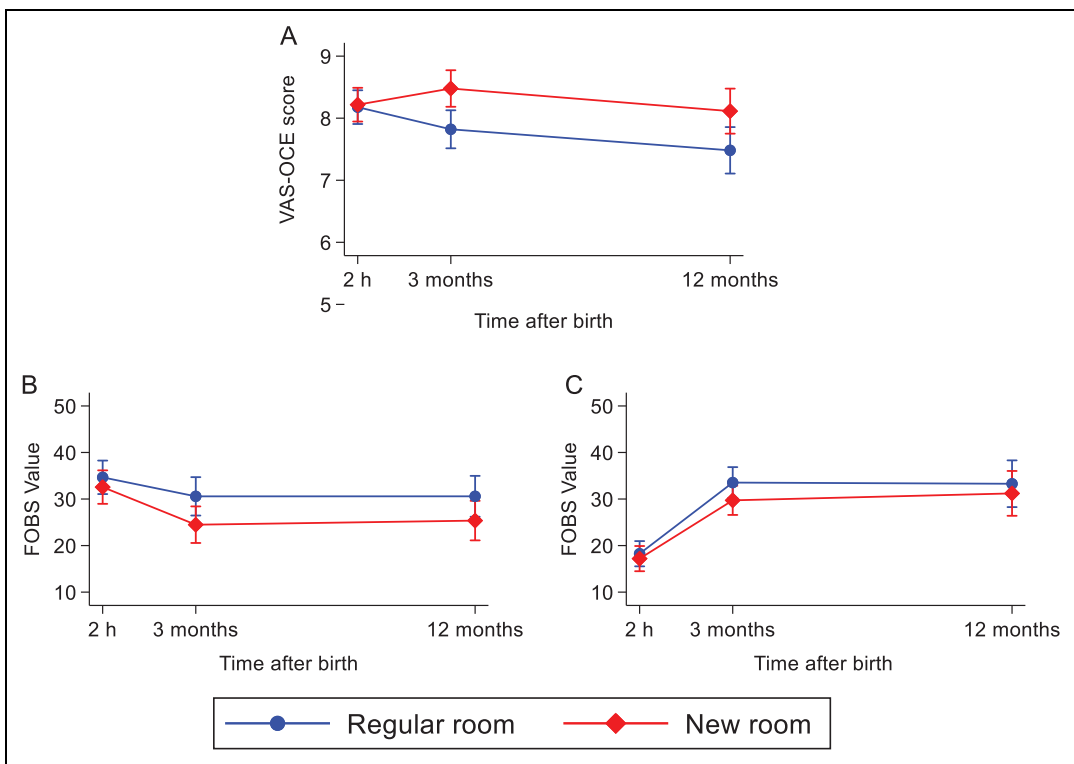 A
VAS-OCE score
9
8
7
6
5
2 h 3 months 12 months
Time after birth
B
FOBS Value
50
40
30
20
10
2 h 3 months 12 months
Time after birth
C
FOBS Value
50
40
30
20
10
2 h 3 months 12 months
Time after birth
Regular room New room